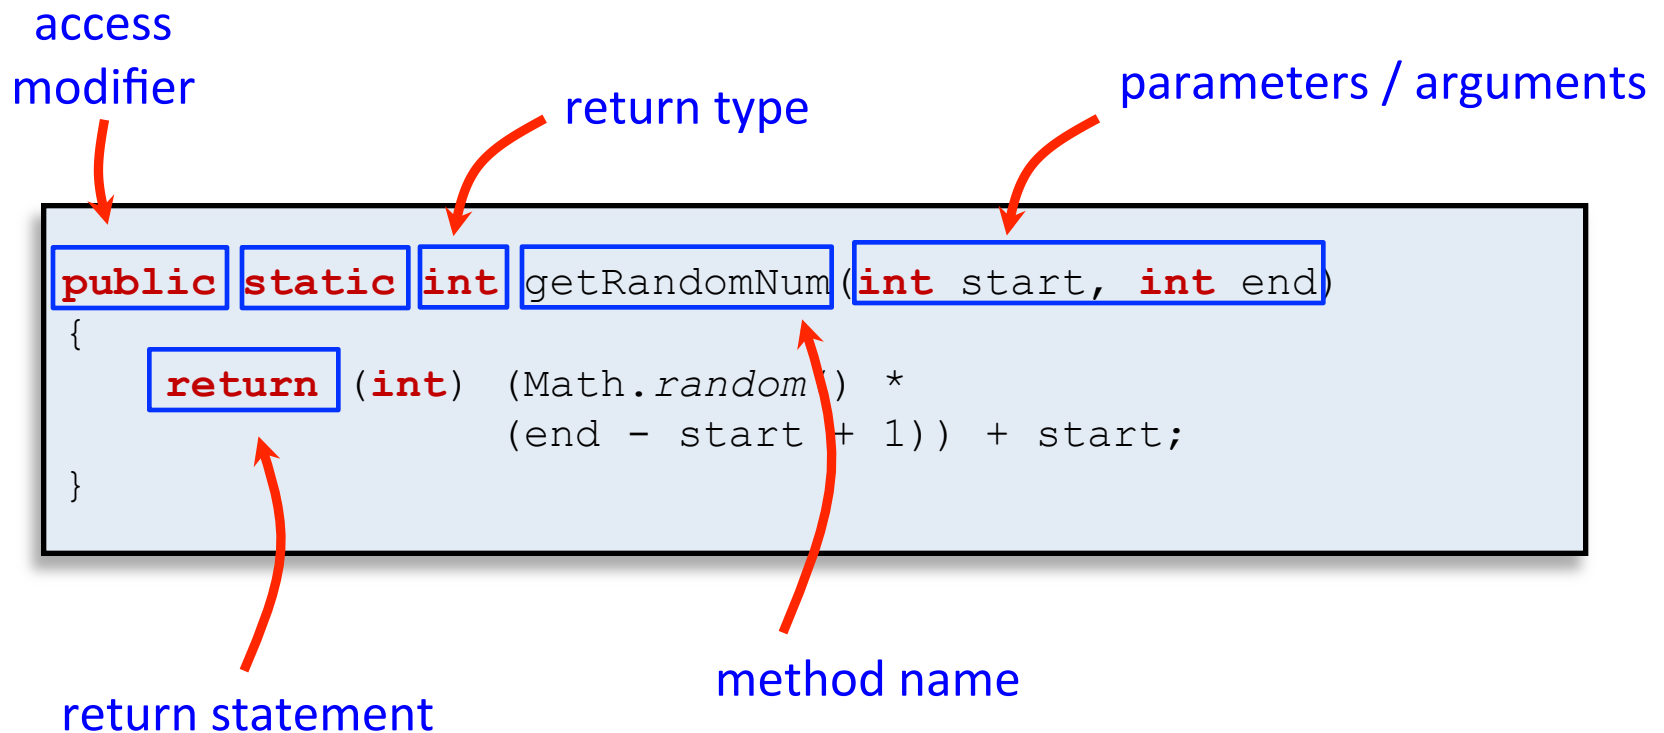 access
modifier
return type
parameters / arguments
public static int getRandomNum(int start, int end)
{
return (int) (Math.random() *
(end - start + 1)) + start;
}
method name
return statement